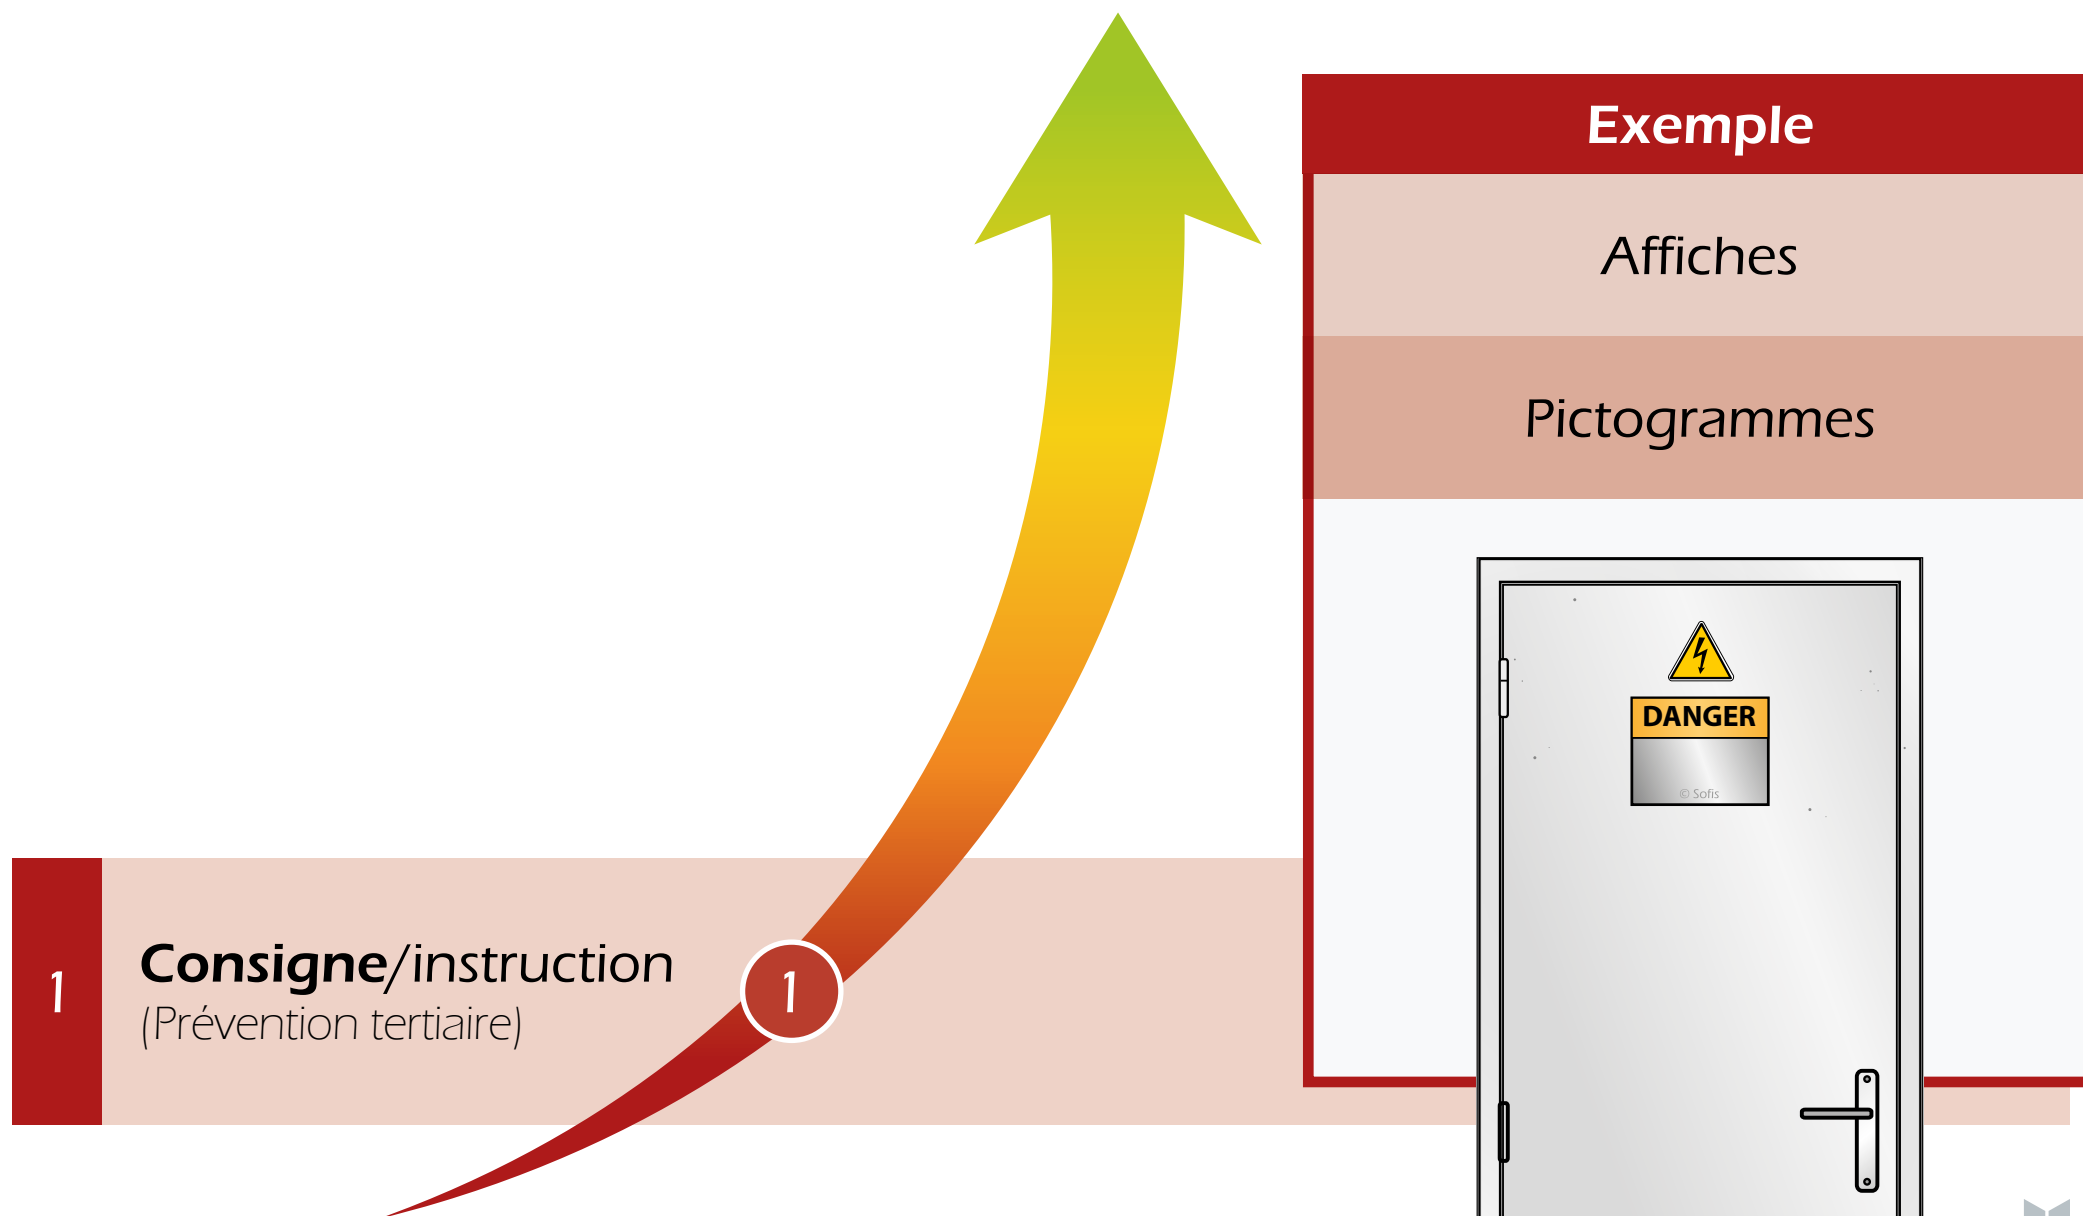 Exemple
Affiches
Pictogrammes
DANGER
© Sofis
1
Consigne/instruction
(Prévention tertiaire)
1